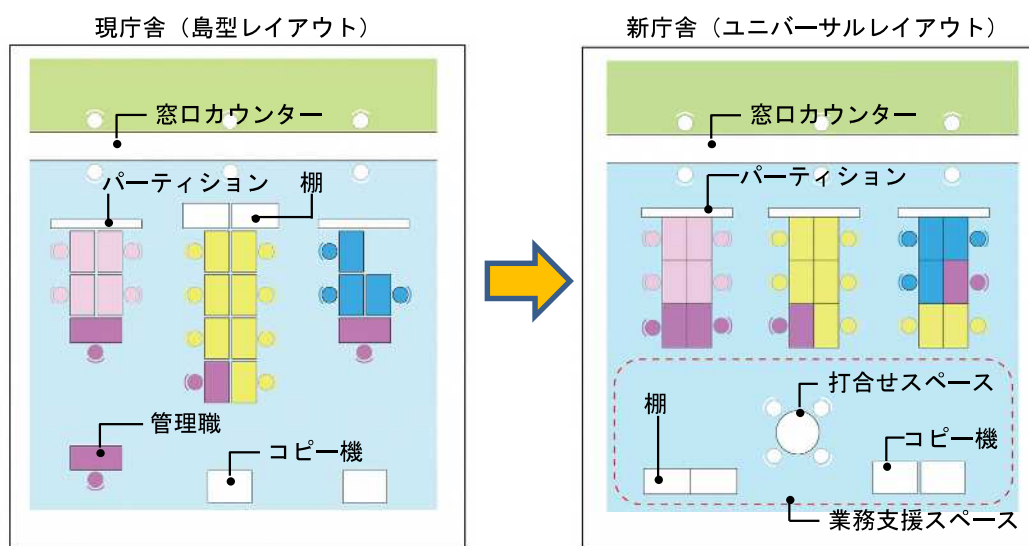 現庁舎（島型レイアウト）
窓口カウンター
パーティション
棚
管理職
コピー機
新庁舎（ユニバーサルレイアウト）
窓口カウンター
パーティション
打合せスペース
棚
コピー機
業務支援スペース